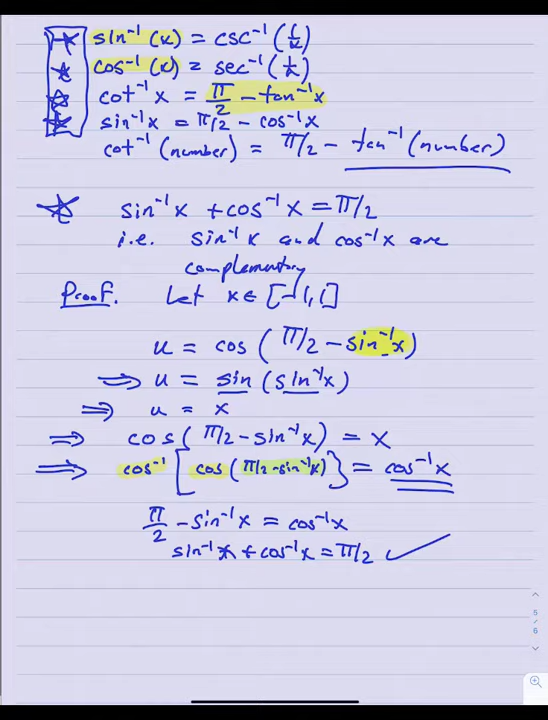 sin⁻¹(x) = csc⁻¹(1/x)
cos⁻¹(x) = sec⁻¹(1/x)
cot⁻¹x = π/2 - tan⁻¹x
sin⁻¹x = π/2 - cos⁻¹x
cot⁻¹(number) = π/2 - tan⁻¹(number)
sin⁻¹x + cos⁻¹x = π/2
i.e. sin⁻¹x and cos⁻¹x are
complementary
Proof. Let x ∈ [-1,1]
u = cos(π/2 - sin⁻¹x)
⟹ u = sin(sin⁻¹x)
⟹ u = x
⟹ cos(π/2 - sin⁻¹x) = x
⟹ cos⁻¹[cos(π/2 - sin⁻¹x)} = cos⁻¹x
π/2 - sin⁻¹x = cos⁻¹x
sin⁻¹x + cos⁻¹x = π/2 ✓
5
/
6